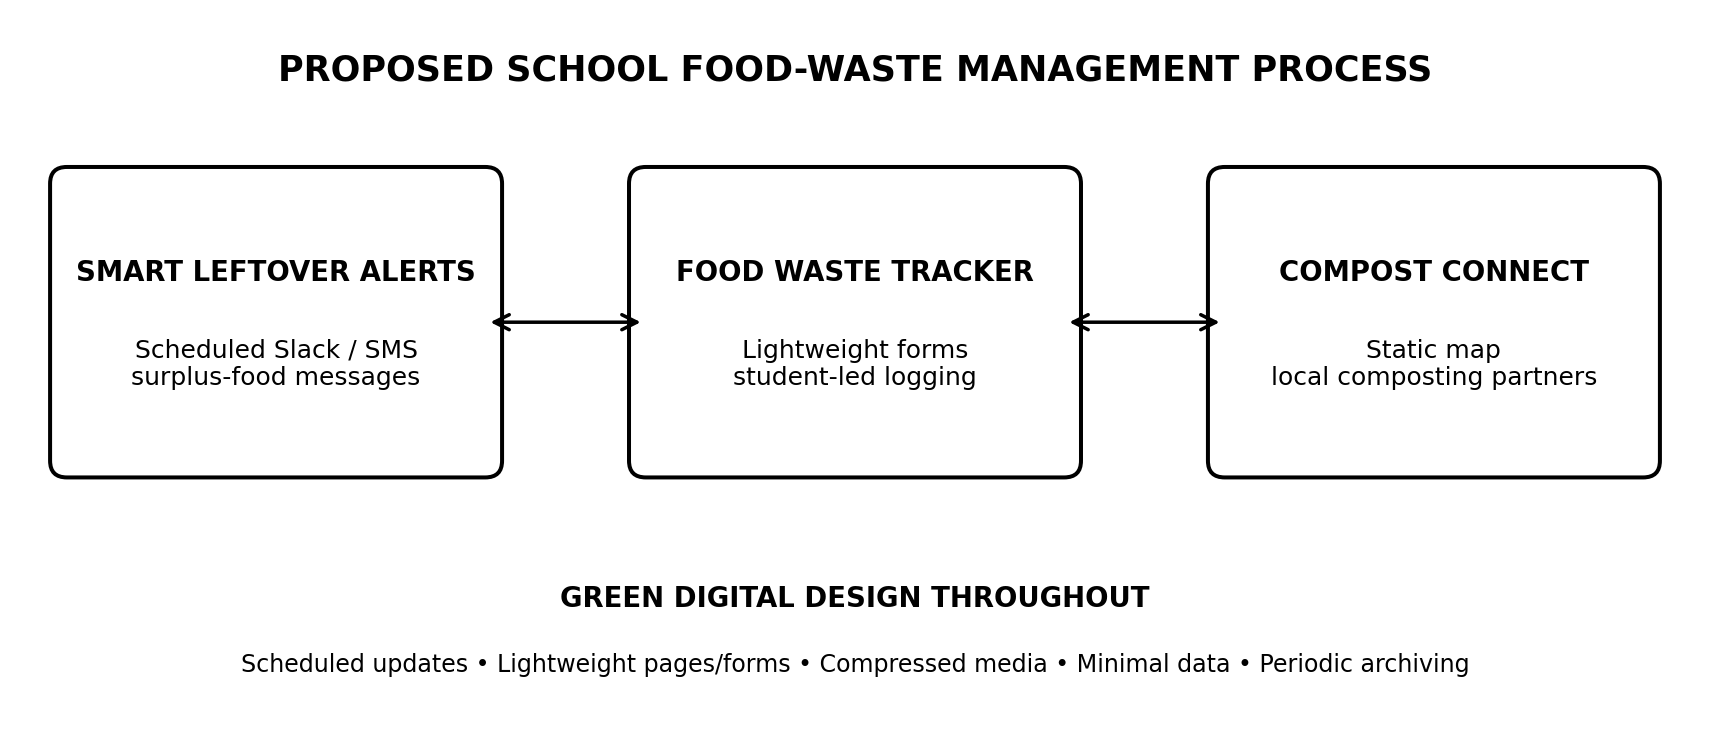 PROPOSED SCHOOL FOOD-WASTE MANAGEMENT PROCESS
SMART LEFTOVER ALERTS
Scheduled Slack / SMS
surplus-food messages
FOOD WASTE TRACKER
Lightweight forms
student-led logging
COMPOST CONNECT
Static map
local composting partners
GREEN DIGITAL DESIGN THROUGHOUT
Scheduled updates • Lightweight pages/forms • Compressed media • Minimal data • Periodic archiving